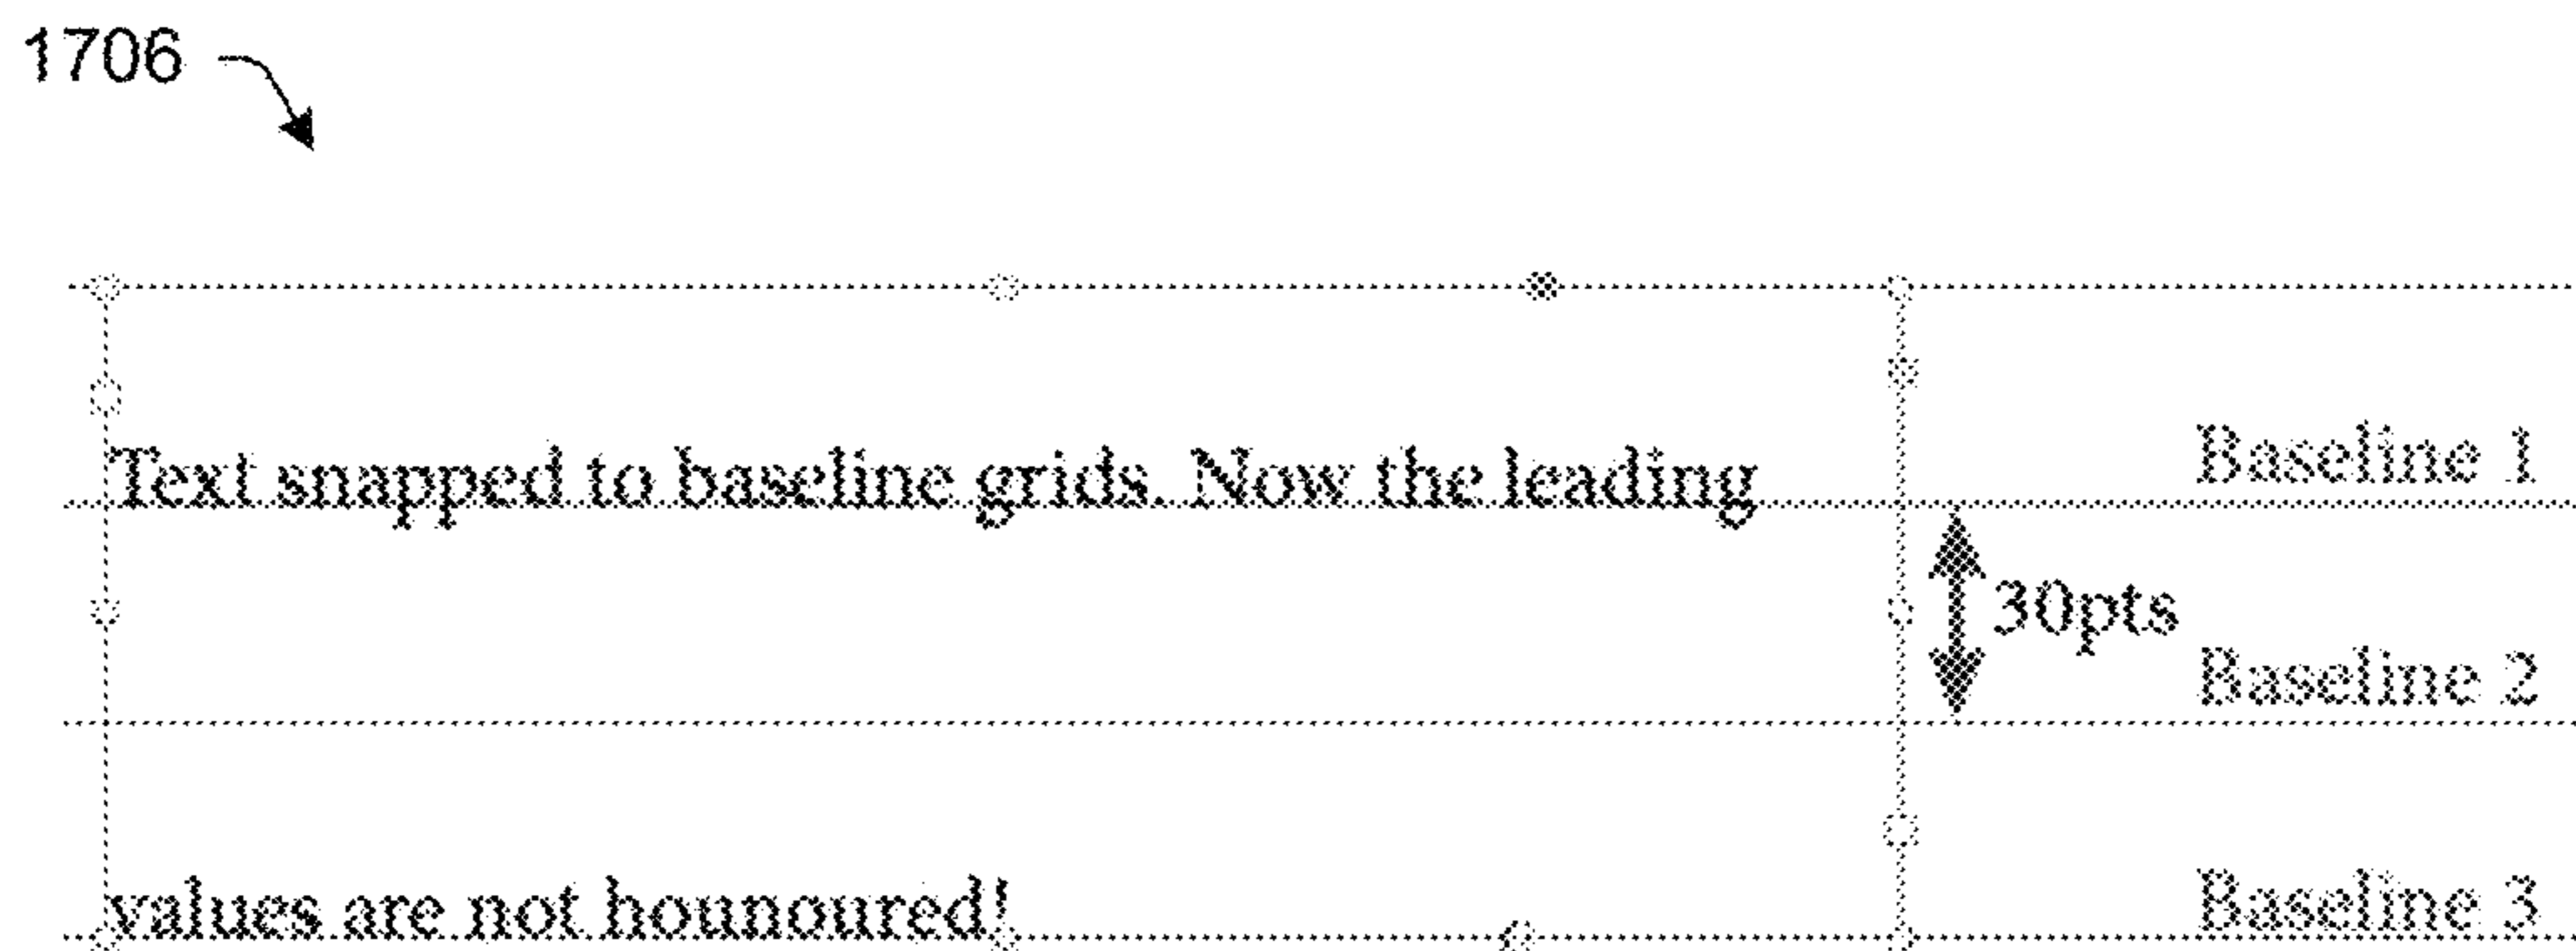 1706
Text snapped to baseline grids. Now the leading
Baseline 1
30pts
Baseline 2
values are not hounoured!
Baseline 3